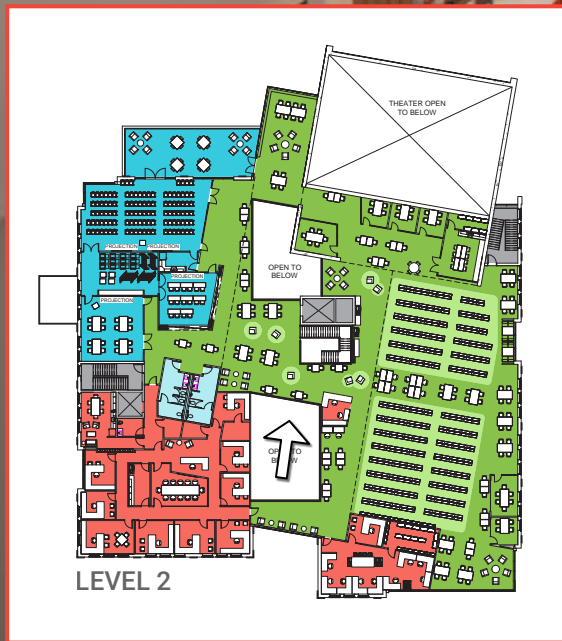 THEATER OPEN
TO BELOW
PROJECTION
PROJECTION
OPEN TO
BELOW
PROJECTION
PROJECTION
OPEN TO
BELOW
LEVEL 2